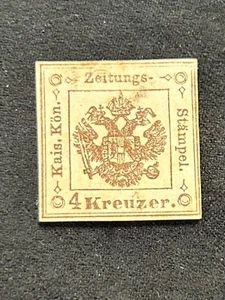 Zeitungs-
Kais. Kön.
Stämpel.
4 Kreuzer.